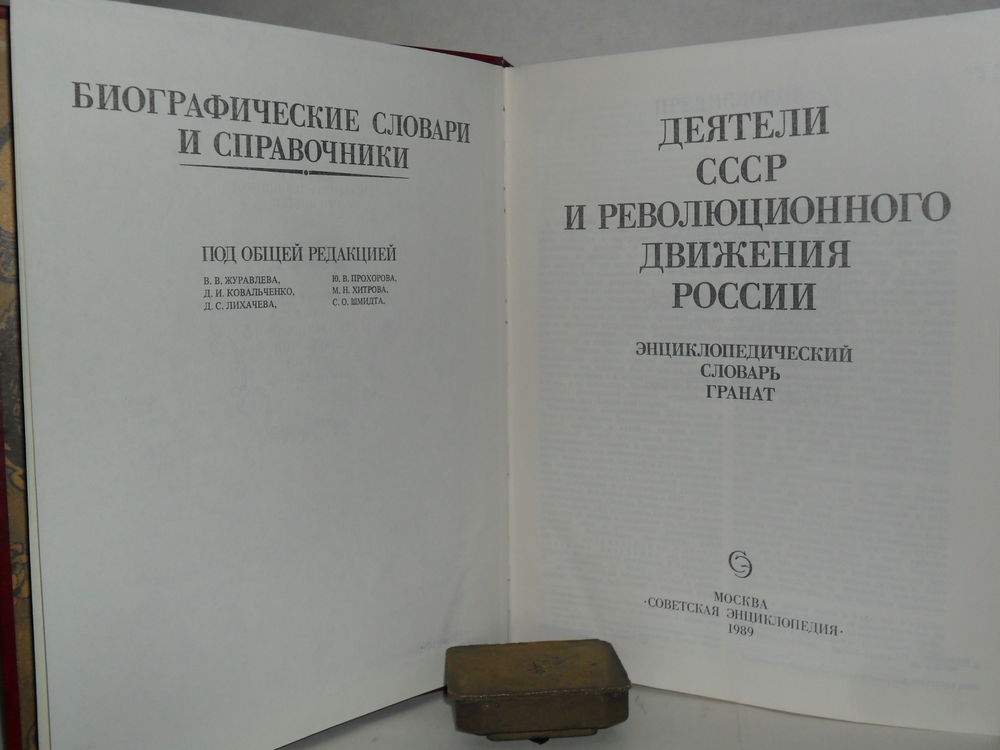 БИОГРАФИЧЕСКИЕ СЛОВАРИ
И СПРАВОЧНИКИ
ПОД ОБЩЕЙ РЕДАКЦИЕЙ
В. В. ЖУРАВЛЕВА,
Д. И. КОВАЛЬЧЕНКО,
Д. С. ЛИХАЧЕВА,
Ю. В. ПРОХОРОВА,
М. Н. ХИТРОВА,
С. О. ШМИДТА,
ДЕЯТЕЛИ
СССР
И РЕВОЛЮЦИОННОГО
ДВИЖЕНИЯ
РОССИИ
ЭНЦИКЛОПЕДИЧЕСКИЙ
СЛОВАРЬ
ГРАНАТ
МОСКВА
·СОВЕТСКАЯ ЭНЦИКЛОПЕДИЯ·
1989